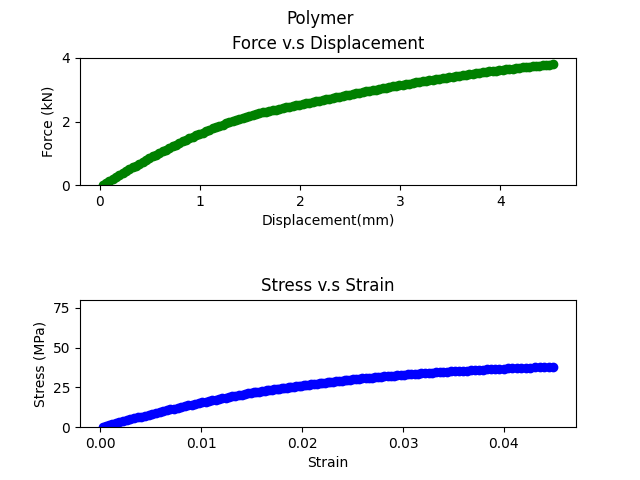 Polymer
Force v.s Displacement
4
2
0
Force (kN)
0 1 2 3 4
Displacement(mm)
Stress v.s Strain
75
50
25
0
Stress (MPa)
0.00 0.01 0.02 0.03 0.04
Strain